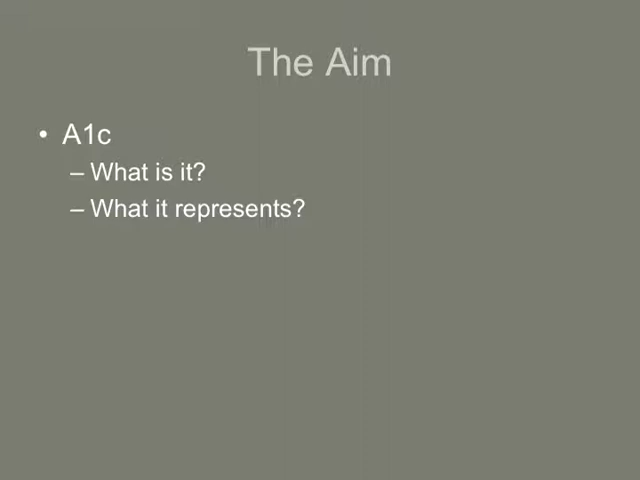 The Aim
• A1c
– What is it?
– What it represents?